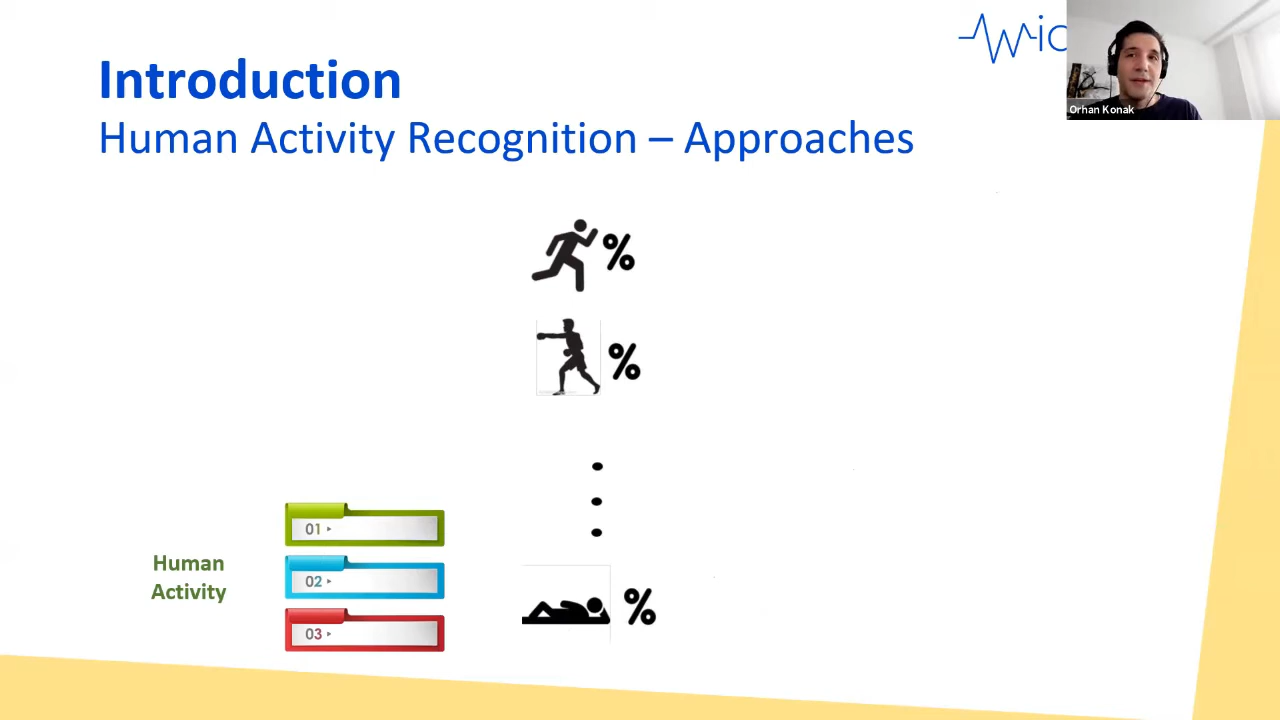 Introduction
Human Activity Recognition – Approaches
Orhan Konak
%
%
01
Human
Activity
02
%
03